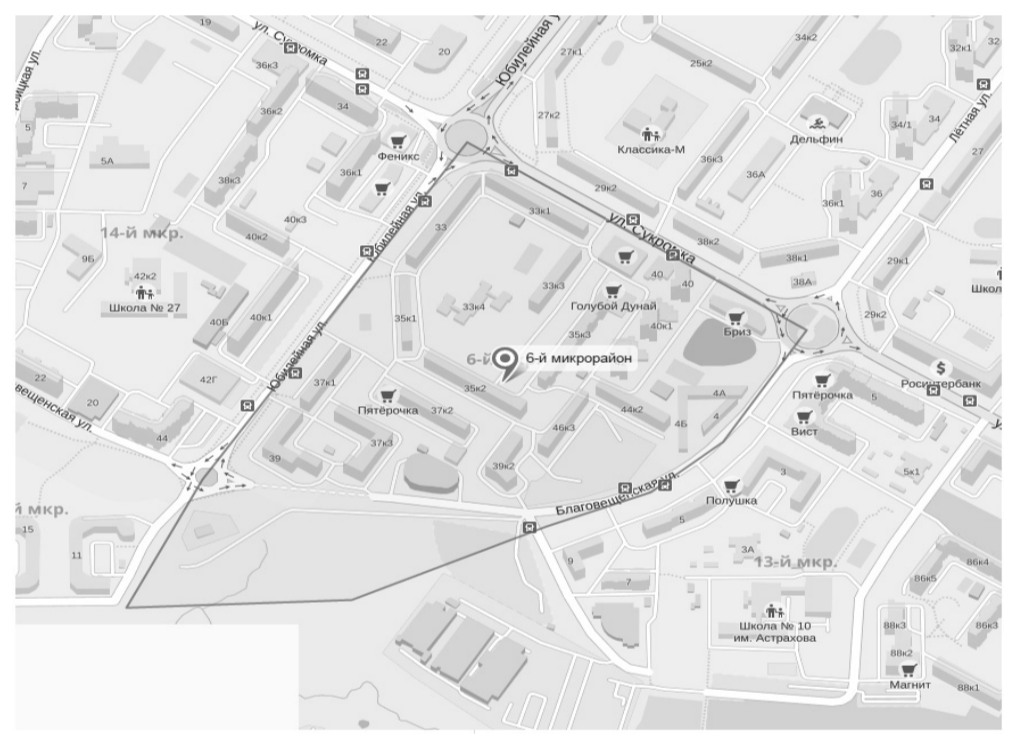 19
ул. Сукромка
22
20
Юбилейная у
27к1
34к2
32к1
32
25к2
36к3
34
36к2
27к2
5
5А
Феникс
Классика-М
Дельфин
34/1
34
Лётная ул.
27
7
38к3
36к1
29к2
36к3
36А
36к1
36
14-й мкр.
40к3
40к2
33
33к1
ул. Сукромка
38к2
38к1
29к1
9Б
42к2
Школа № 27
40Б
40к1
33к4
33к3
Голубой Дунай
40
40
38А
Школ
29к2
35к1
35к3
40к1
Бриз
Юбилейная ул.
6-й
6-й микрорайон
22
42Г
37к1
35к2
4А
Пятёрочка
5
Росинтербанк
20
вещенская ул.
44
Пятёрочка
37к2
44к2
4Б
4
Вист
46к3
37к3
39
39к2
3
5к1
Полушка
Благовещенская ул.
й мкр.
15
11
5
9
3А
13-й мкр.
7
86к4
86к5
Школа № 10
им. Астрахова
88к3
86к3
88к2
Магнит
88к1